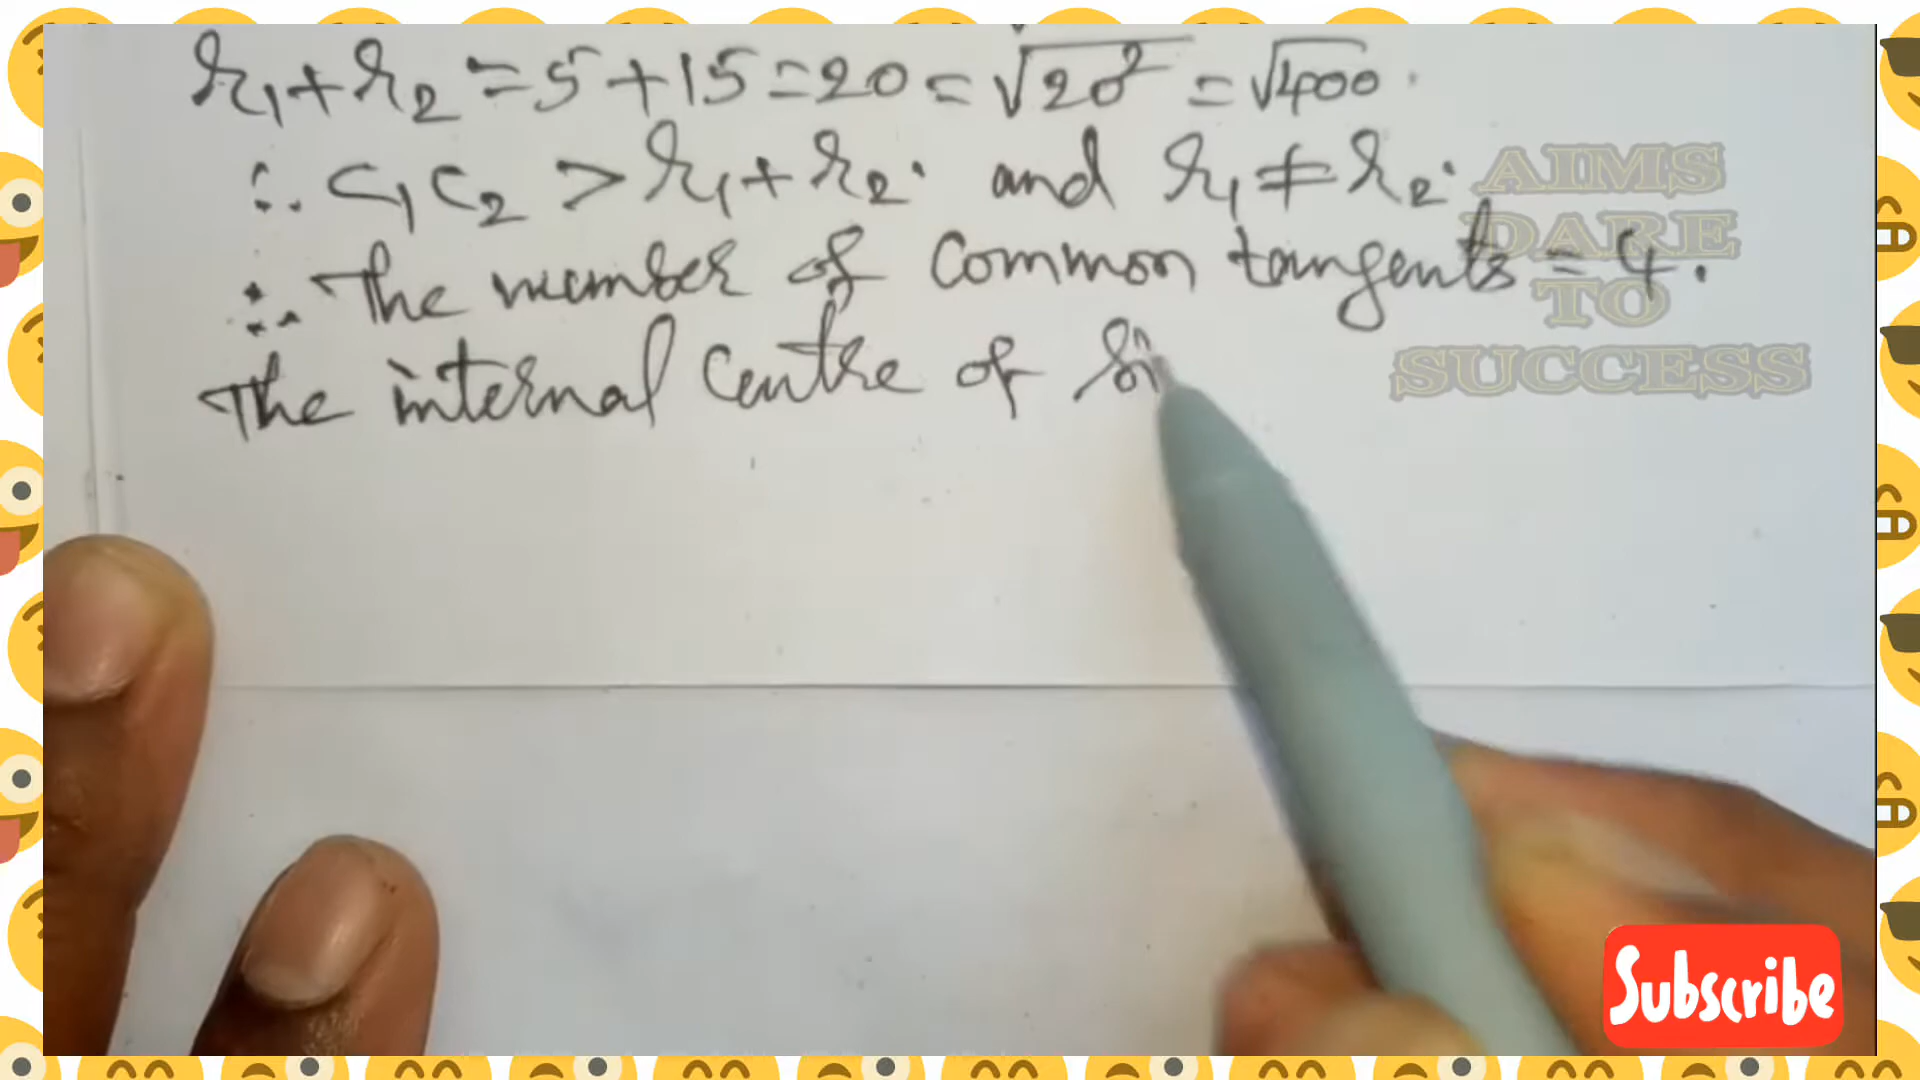 r₁+r₂ = 5+15 = 20 = √20² = √400.
∴ C₁C₂ > r₁+r₂. and r₁ ≠ r₂.
∴ The number of common tangents = 4.
The internal centre of
AIMS
DARE
TO
SUCCESS
Subscribe